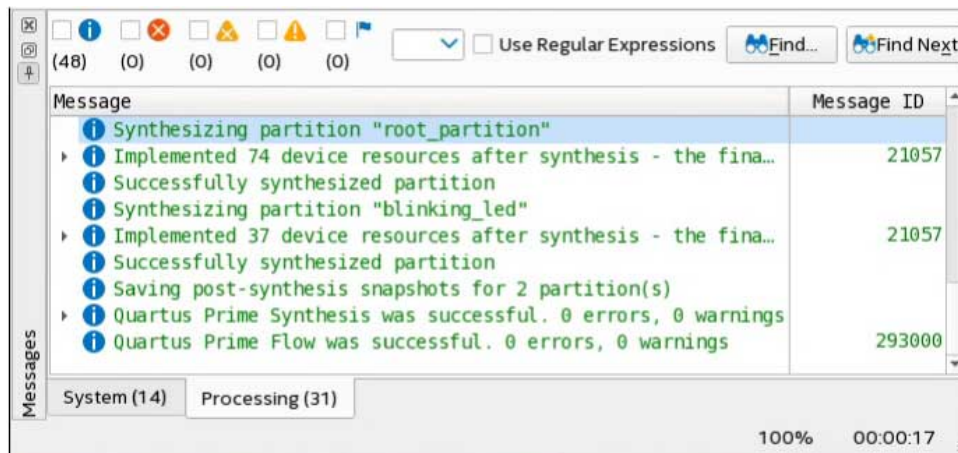 (48) (0) (0) (0) (0) Use Regular Expressions Find... Find Next
Message Message ID
Synthesizing partition "root_partition"
Implemented 74 device resources after synthesis - the fina... 21057
Successfully synthesized partition
Synthesizing partition "blinking_led"
Implemented 37 device resources after synthesis - the fina... 21057
Successfully synthesized partition
Saving post-synthesis snapshots for 2 partition(s)
Quartus Prime Synthesis was successful. 0 errors, 0 warnings
Quartus Prime Flow was successful. 0 errors, 0 warnings 293000
Messages
System (14) Processing (31)
100% 00:00:17